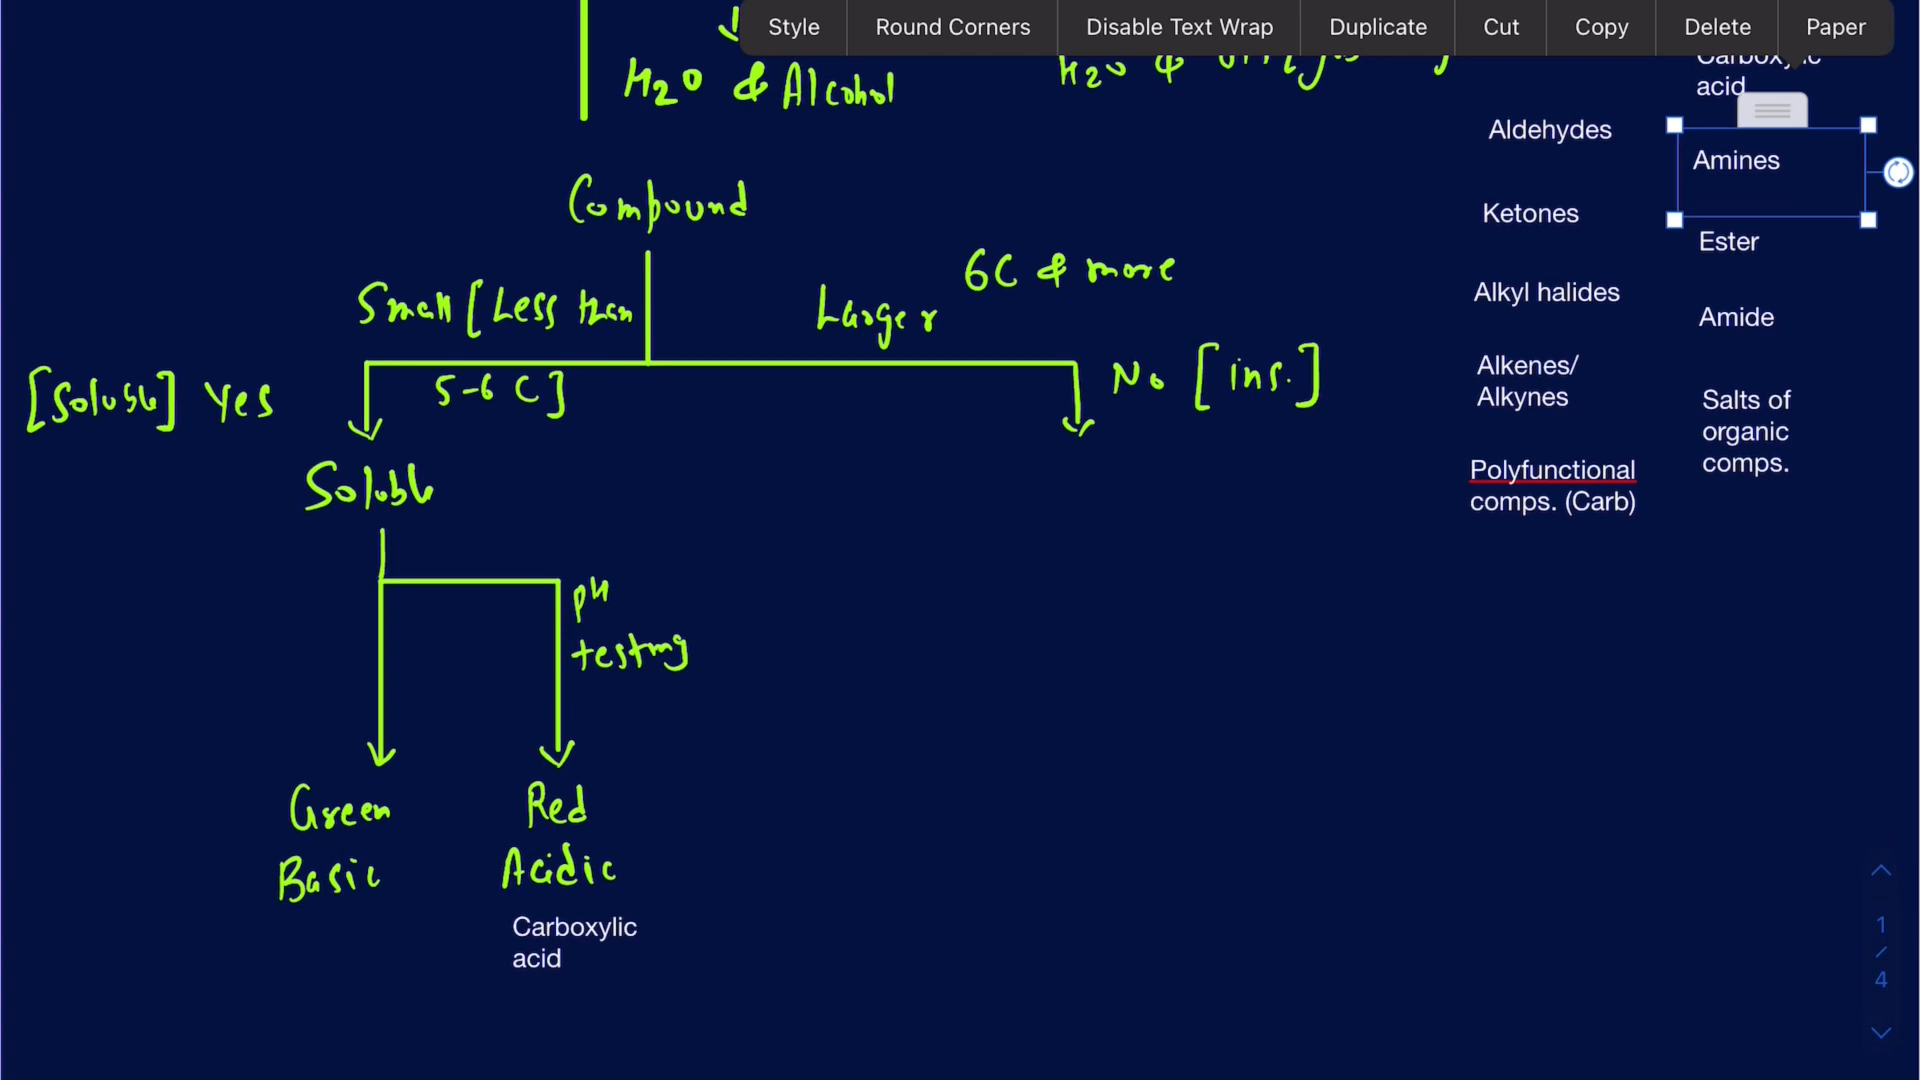 Style
Round Corners
Disable Text Wrap
Duplicate
Cut
Copy
Delete
Paper
H2O & Alcohol
H2O &
Carboxylic
acid
Aldehydes
Amines
Ketones
Ester
Alkyl halides
Amide
Alkenes/
Alkynes
Salts of
organic
comps.
Polyfunctional
comps. (Carb)
Compound
Small [Less than
5-6 C]
Larger
6C & more
[Soluble] Yes
No [ins.]
Soluble
pH
testing
Green
Basic
Red
Acidic
Carboxylic
acid
1
/
4